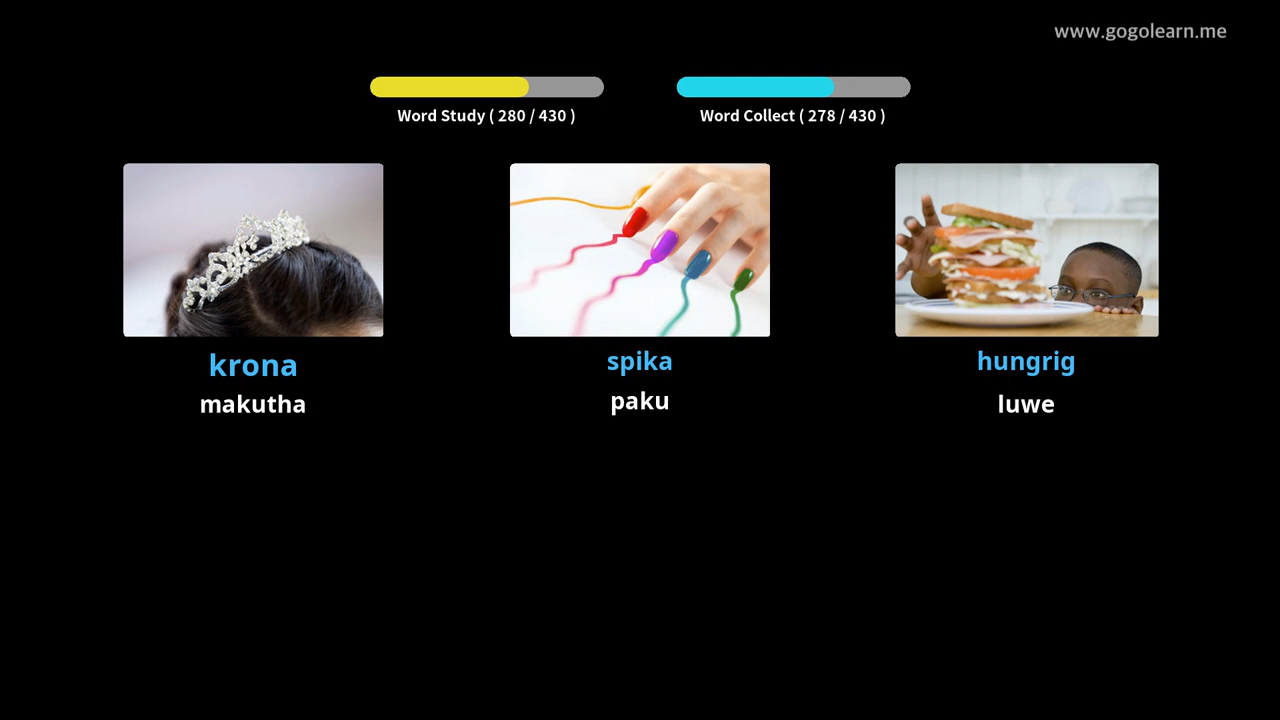 www.gogolearn.me
Word Study ( 280 / 430 )
Word Collect ( 278 / 430 )
krona
makutha
spika
paku
hungrig
luwe